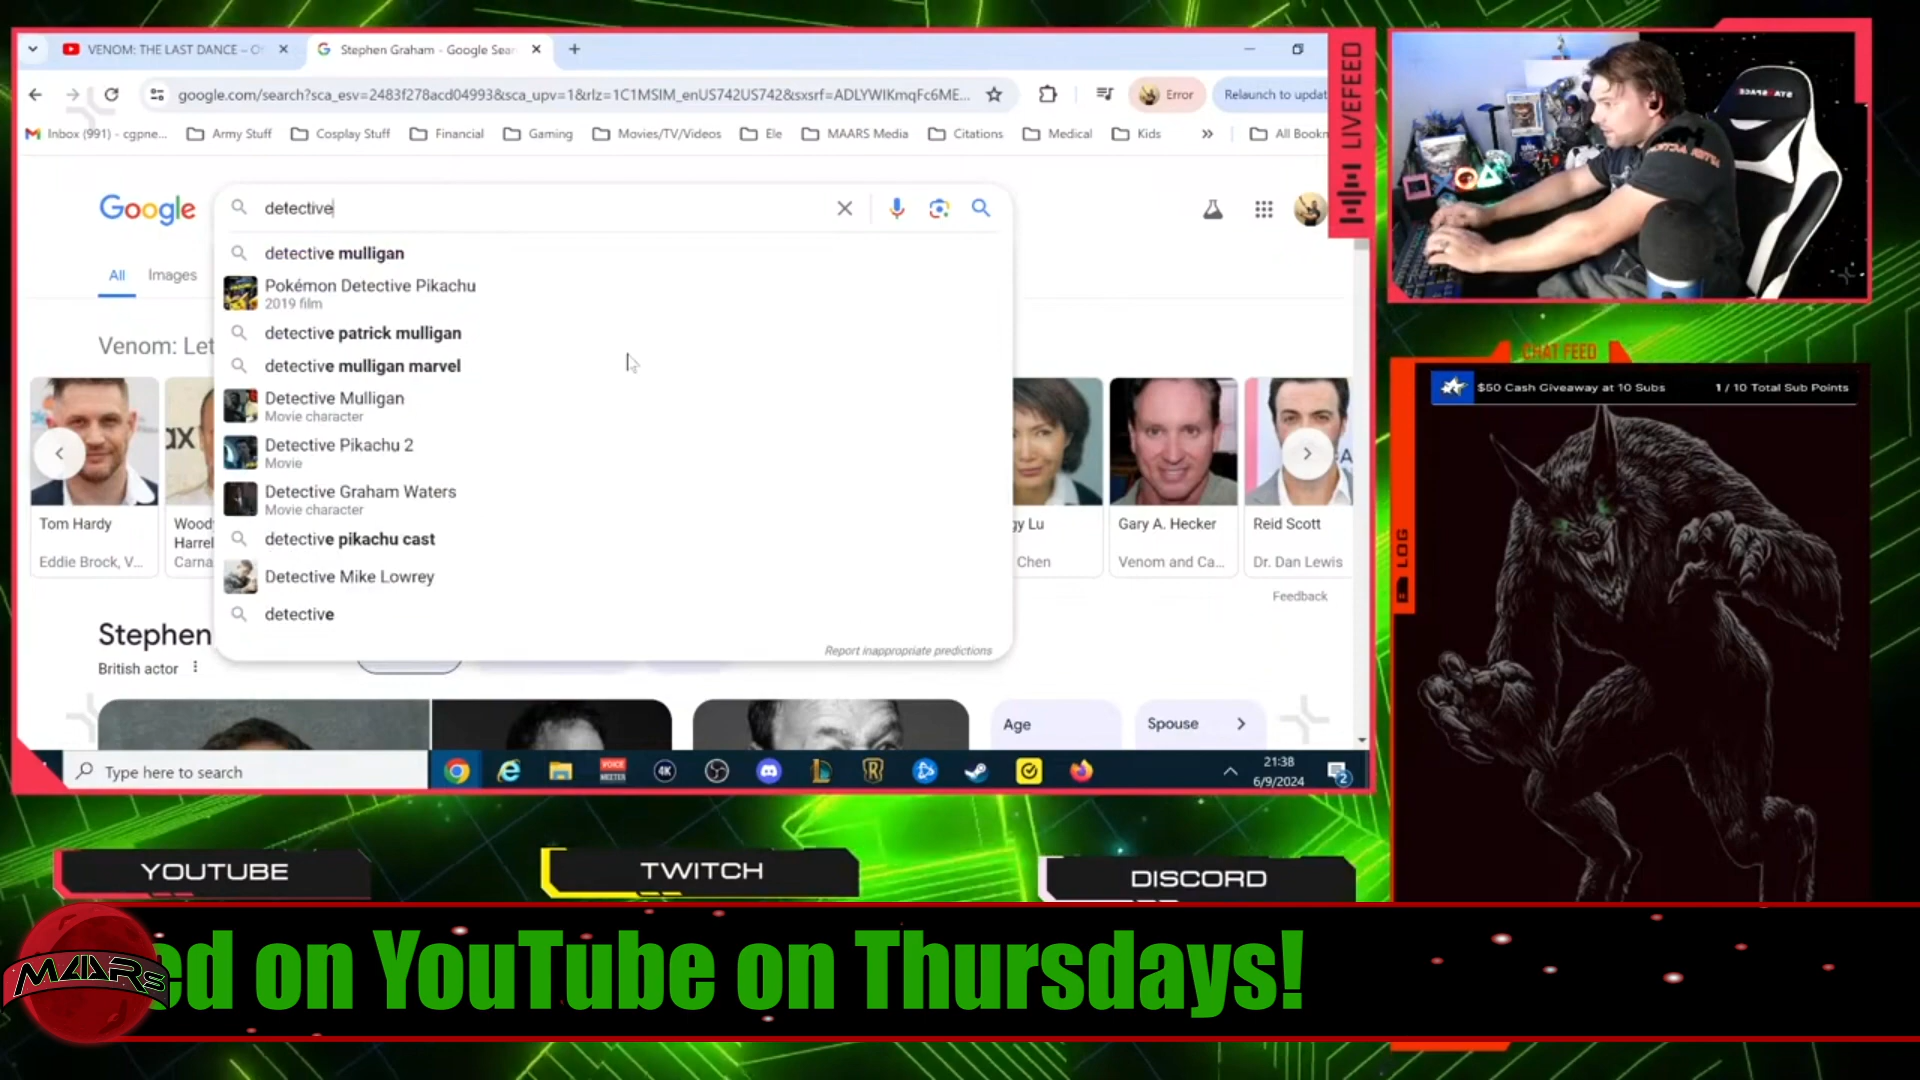 VENOM: THE LAST DANCE – O
Stephen Graham - Google Sear
google.com/search?sca_esv=2483f278acd04993&sca_upv=1&rlz=1C1MSIM_enUS742US742&sxsrf=ADLYWIKmqFc6ME...
Error
Relaunch to updat
Inbox (991) - cgpne...
Army Stuff
Cosplay Stuff
Financial
Gaming
Movies/TV/Videos
Ele
MAARS Media
Citations
Medical
Kids
All Bookn
LIVEFEED
Google
detective
detective mulligan
Pokémon Detective Pikachu
2019 film
detective patrick mulligan
detective mulligan marvel
Detective Mulligan
Movie character
Detective Pikachu 2
Movie
Detective Graham Waters
Movie character
detective pikachu cast
Detective Mike Lowrey
detective
Report inappropriate predictions
All
Images
Venom: Let
Tom Hardy
Eddie Brock, V...
Wood
Harrel
Carna
gy Lu
Chen
Gary A. Hecker
Venom and Ca...
Reid Scott
Dr. Dan Lewis
Feedback
Stephen
British actor
Age
Spouse
Type here to search
VOICE
MEETER
4K
21:38
6/9/2024
2
CHAT FEED
$50 Cash Giveaway at 10 Subs
1 / 10 Total Sub Points
LOG
YOUTUBE
TWITCH
DISCORD
MAARS
ed on YouTube on Thursdays!